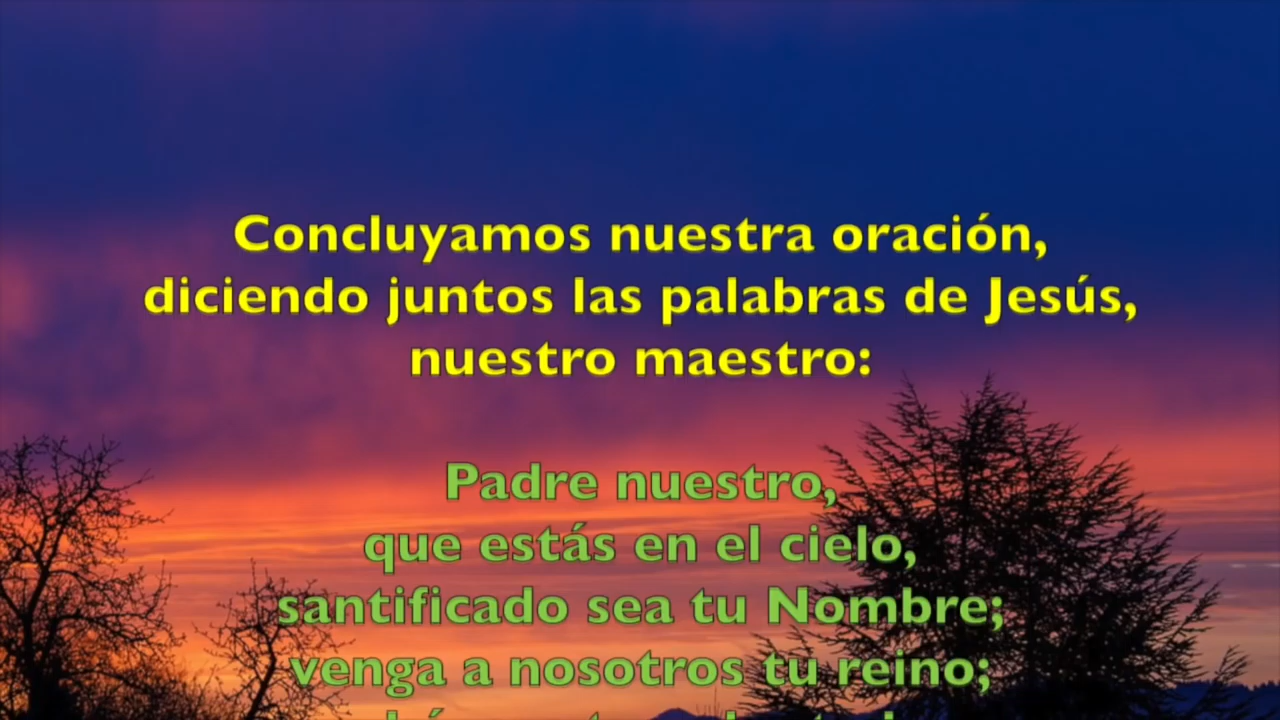 Concluyamos nuestra oración,
diciendo juntos las palabras de Jesús,
nuestro maestro:
Padre nuestro,
que estás en el cielo,
santificado sea tu Nombre;
venga a nosotros tu reino;